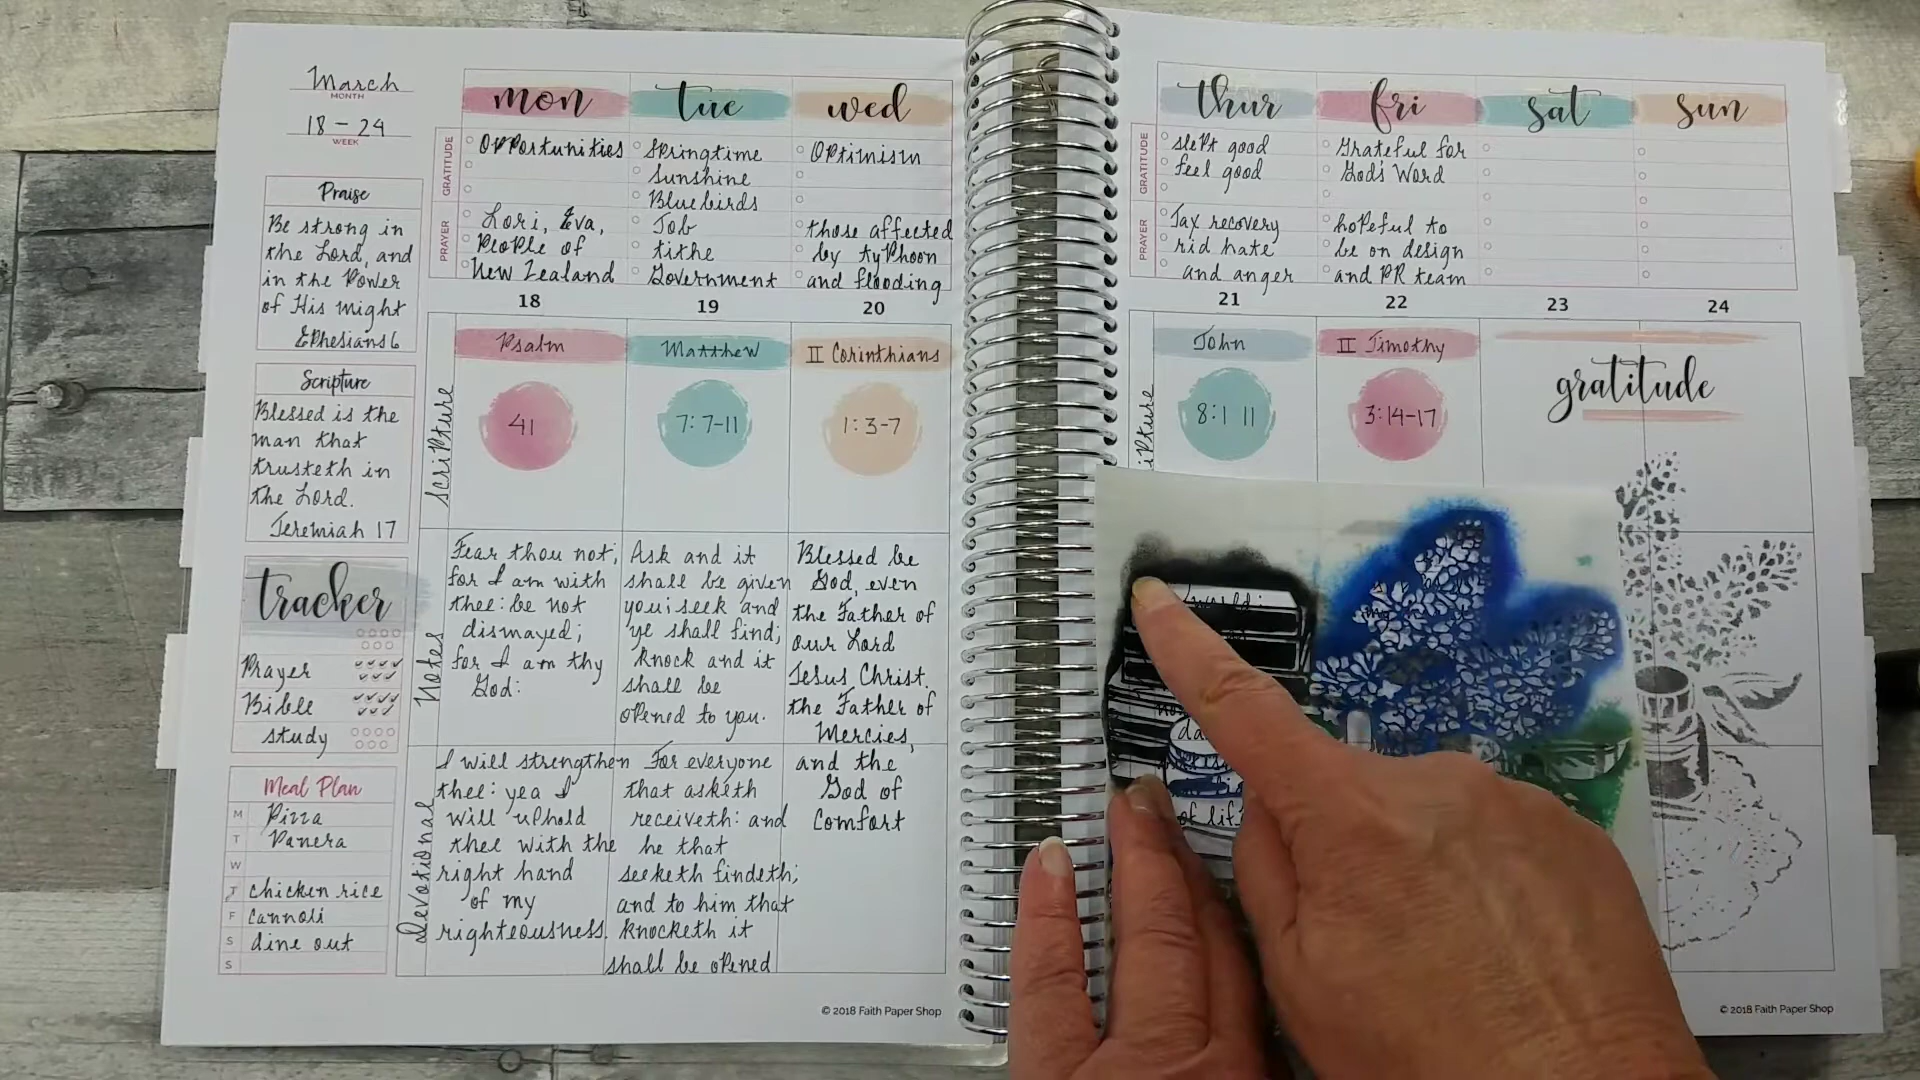 March
MONTH
18 - 24
WEEK
Praise
Be strong in
the Lord, and
in the Power
of His might
Ephesians 6
Scripture
Blessed is the
man that
trusteth in
the Lord.
Jeremiah 17
tracker
Prayer
Bible
study
Meal Plan
M Pizza
T Panera
W
T chicken rice
F Cannoli
S dine out
S
mon tue wed
GRATITUDE
Opportunities
Springtime
Sunshine
Bluebirds
Optimism
PRAYER
Lori, Eva,
People of
New Zealand
Job
tithe
Government
those affected
by tyPhoon
and flooding
18 19 20
Scripture
Psalm
41
Matthew
7:7-11
II Corinthians
1:3-7
Notes
Fear thou not;
for I am with
thee: be not
dismayed;
for I am thy
God:
Ask and it
shall be given
you; seek and
ye shall find;
knock and it
shall be
opened to you.
Blessed be
God, even
the Father of
our Lord
Jesus Christ.
the Father of
Mercies,
and the
God of
Comfort
Devotional
I will strengthen
thee: yea I
will uphold
thee with the
right hand
of my
righteousness.
For everyone
that asketh
receiveth: and
he that
seeketh findeth;
and to him that
knocketh it
shall be opened
© 2018 Faith Paper Shop
thur fri sat sun
GRATITUDE
slept good
feel good
Grateful for
God's Word
PRAYER
Tax recovery
rid hate
and anger
hopeful to
be on design
and PR team
21 22 23 24
John
8:1 11
II Timothy
3:14-17
gratitude
world:
of
© 2018 Faith Paper Shop